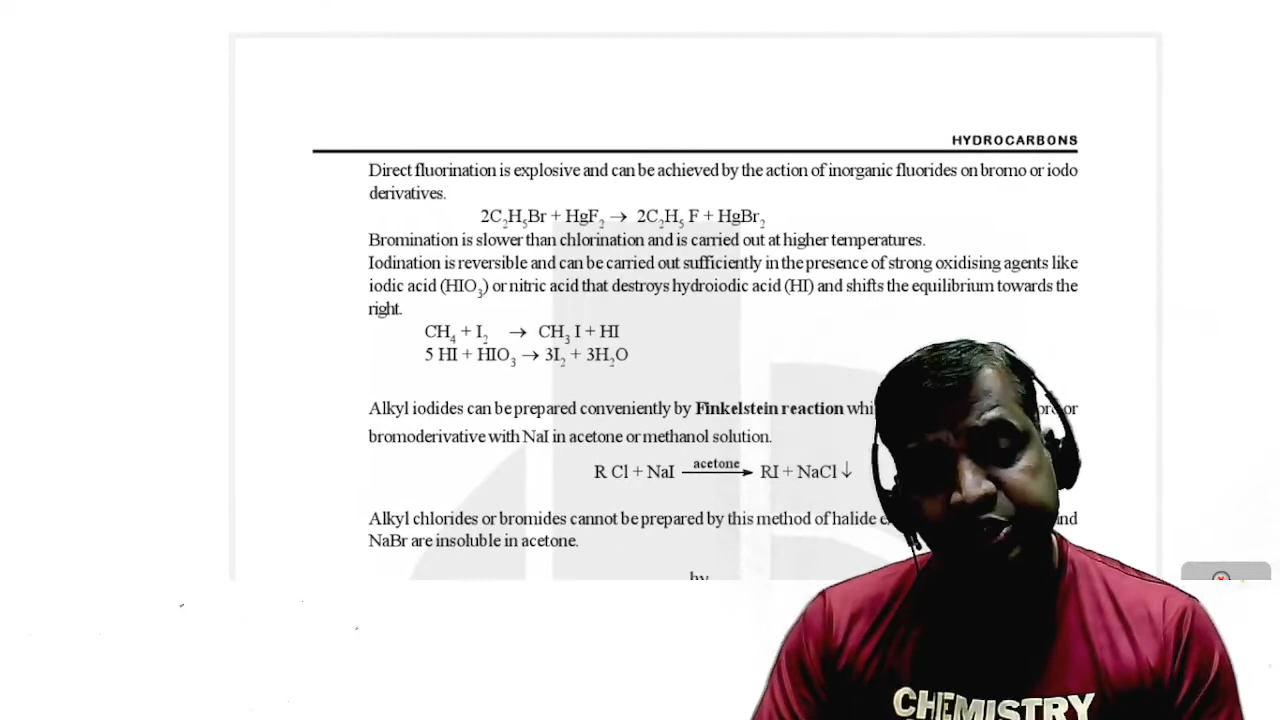 HYDROCARBONS
Direct fluorination is explosive and can be achieved by the action of inorganic fluorides on bromo or iodo
derivatives.
2C₂H₅Br + HgF₂ → 2C₂H₅ F + HgBr₂
Bromination is slower than chlorination and is carried out at higher temperatures.
Iodination is reversible and can be carried out sufficiently in the presence of strong oxidising agents like
iodic acid (HIO₃) or nitric acid that destroys hydroiodic acid (HI) and shifts the equilibrium towards the
right.
CH₄ + I₂ → CH₃ I + HI
5 HI + HIO₃ → 3I₂ + 3H₂O
Alkyl iodides can be prepared conveniently by Finkelstein reaction or
bromoderivative with NaI in acetone or methanol solution.
R Cl + NaI acetone → RI + NaCl ↓
Alkyl chlorides or bromides cannot be prepared by this method of halide
NaBr are insoluble in acetone.
CHEMISTRY